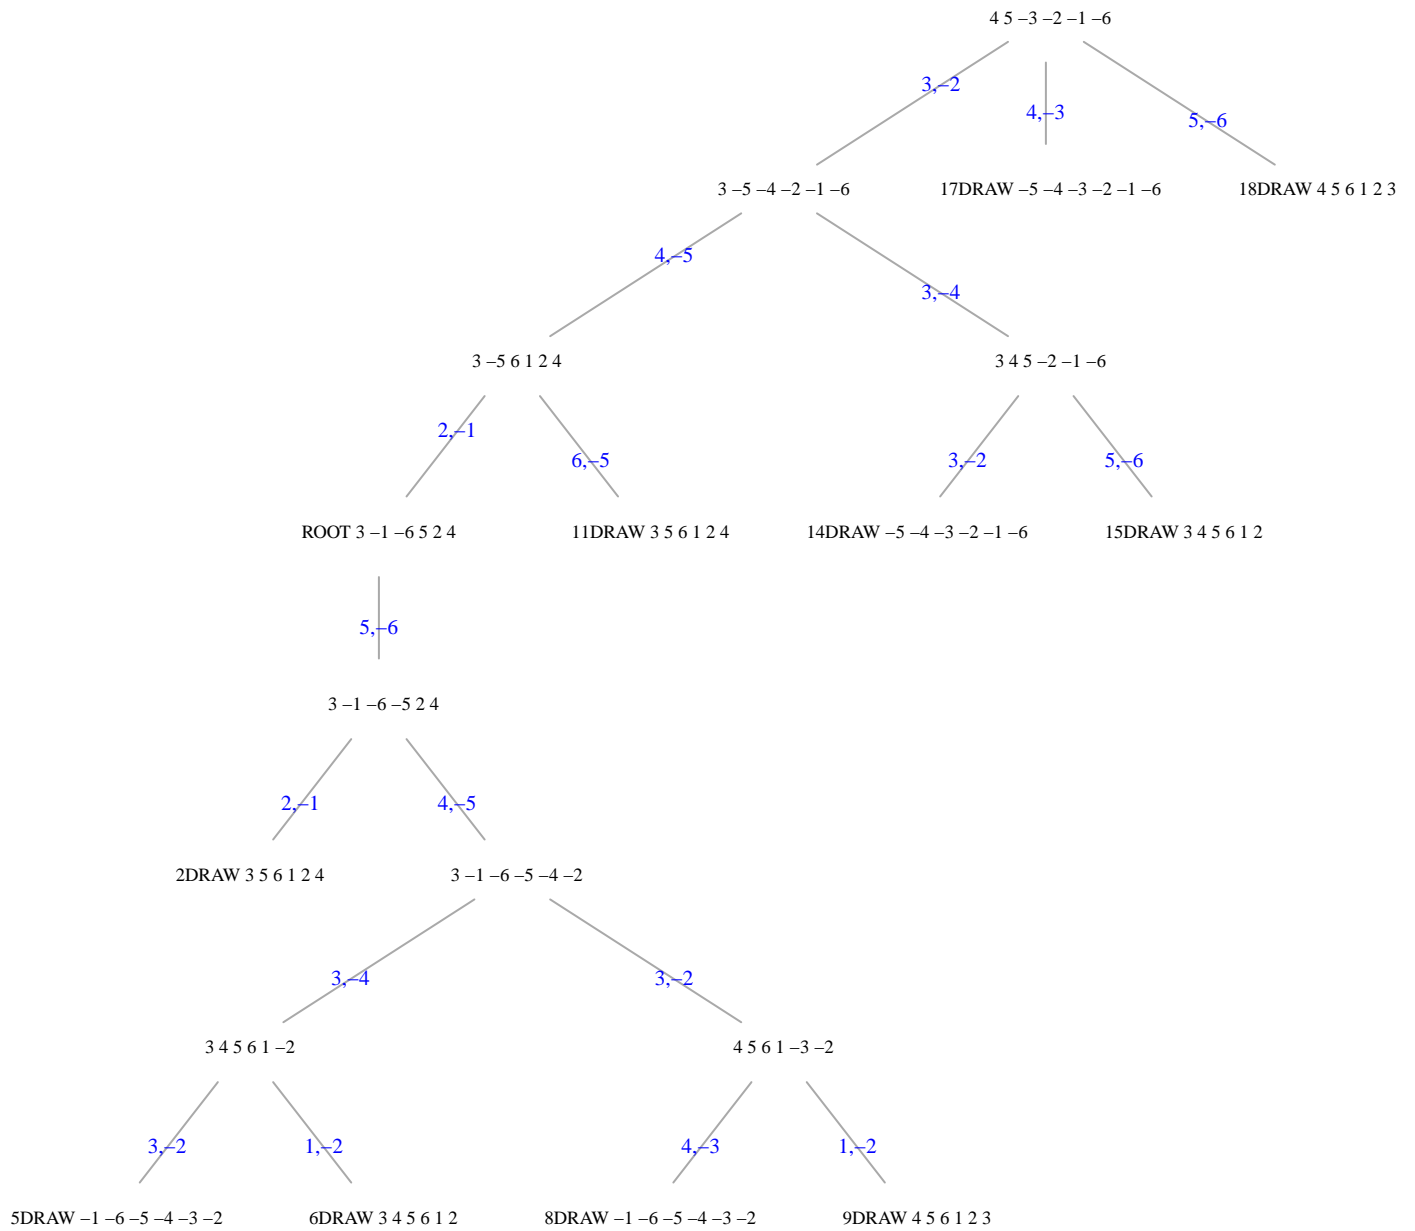 4 5 –3 –2 –1 –6
3,–2
4,–3
5,–6
3 –5 –4 –2 –1 –6
17DRAW –5 –4 –3 –2 –1 –6
18DRAW 4 5 6 1 2 3
4,–5
3,–4
3 –5 6 1 2 4
3 4 5 –2 –1 –6
2,–1
6,–5
3,–2
5,–6
ROOT 3 –1 –6 5 2 4
11DRAW 3 5 6 1 2 4
14DRAW –5 –4 –3 –2 –1 –6
15DRAW 3 4 5 6 1 2
5,–6
3 –1 –6 –5 2 4
2,–1
4,–5
2DRAW 3 5 6 1 2 4
3 –1 –6 –5 –4 –2
3,–4
3,–2
3 4 5 6 1 –2
4 5 6 1 –3 –2
3,–2
1,–2
4,–3
1,–2
5DRAW –1 –6 –5 –4 –3 –2
6DRAW 3 4 5 6 1 2
8DRAW –1 –6 –5 –4 –3 –2
9DRAW 4 5 6 1 2 3